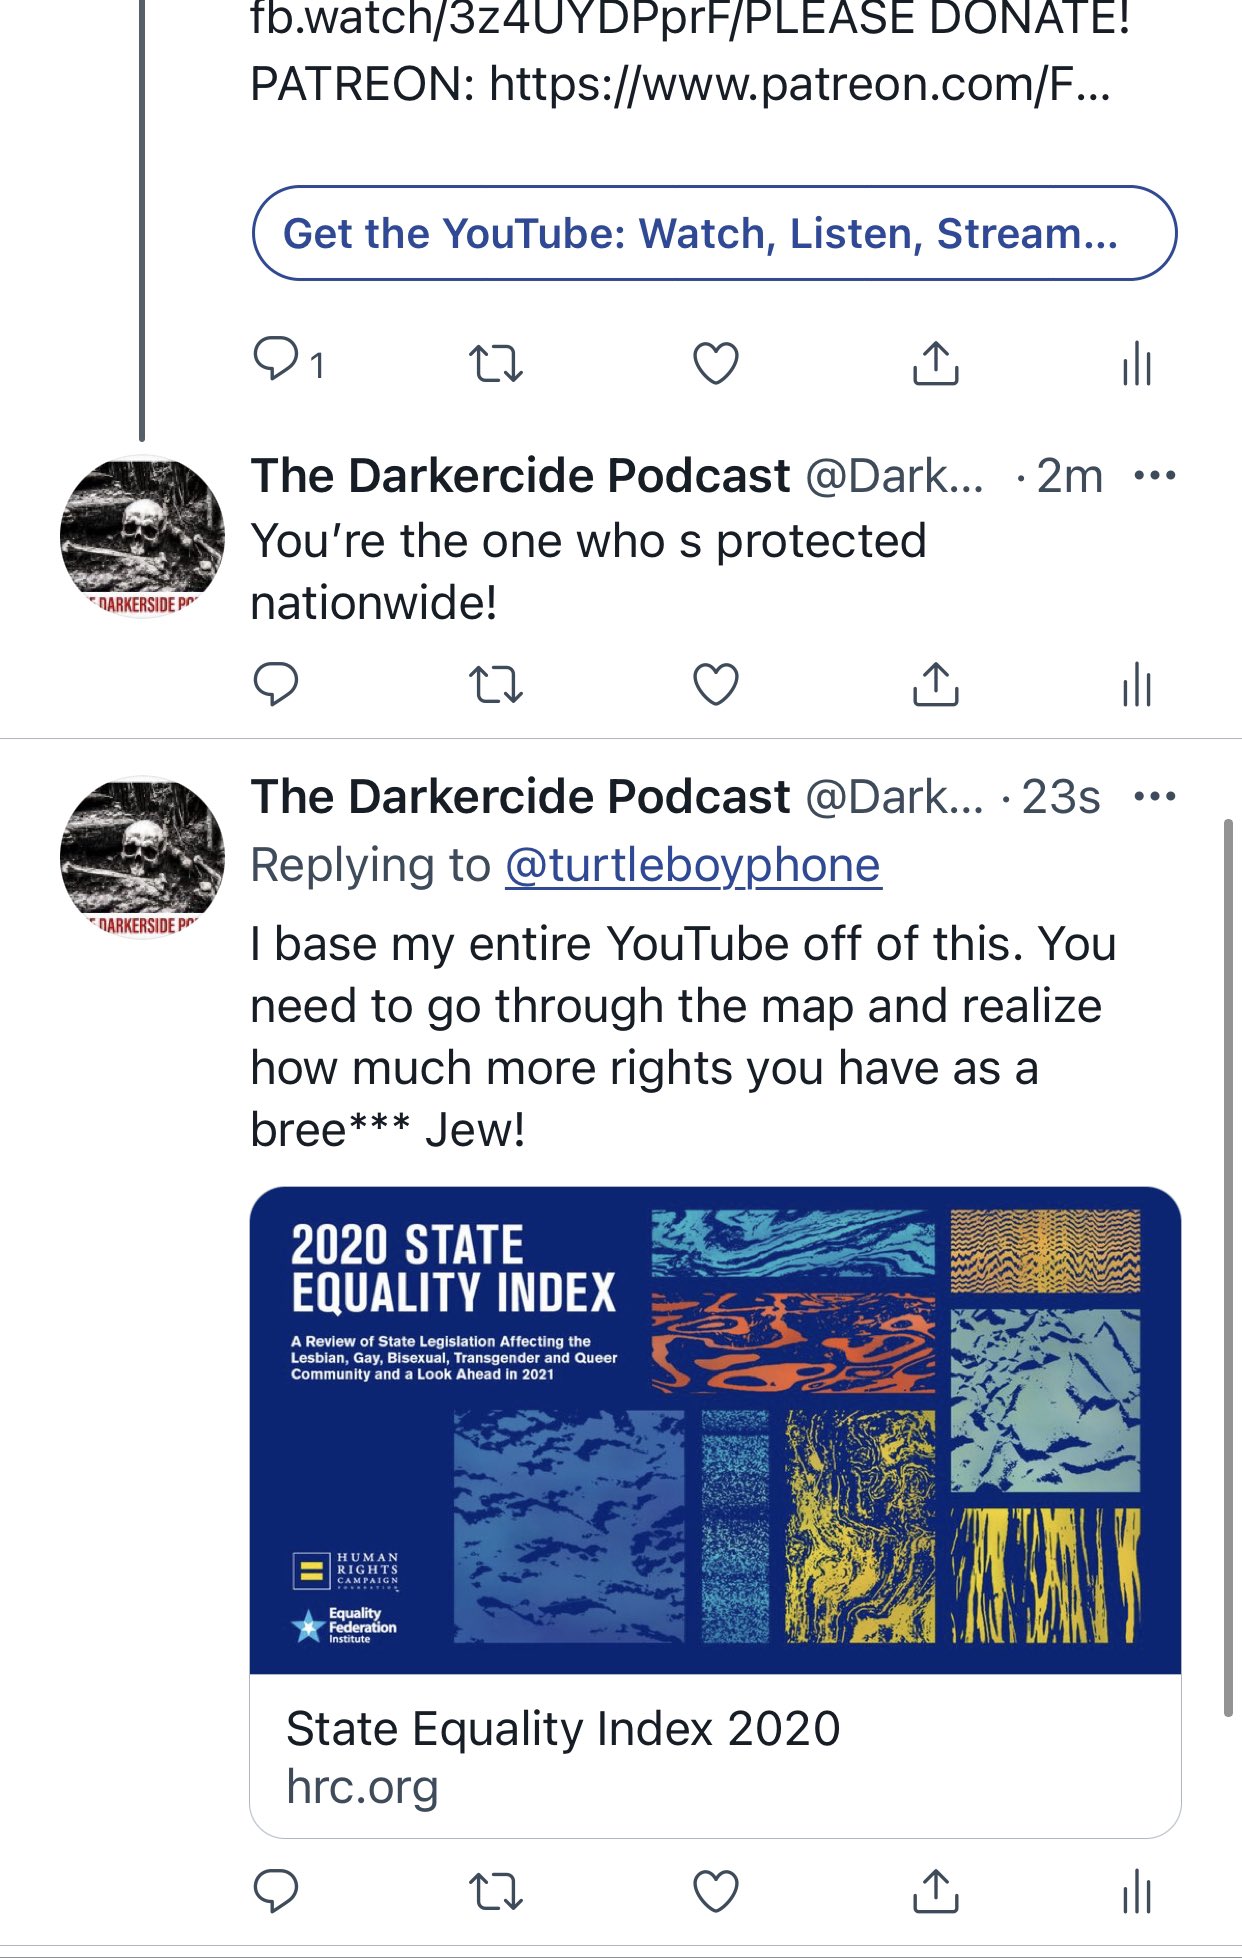 fb.watch/3z4UYDPprF/PLEASE DONATE!
PATREON: https://www.patreon.com/F...
Get the YouTube: Watch, Listen, Stream...
1
The Darkercide Podcast @Dark... · 2m
You’re the one who s protected
nationwide!
DARKERSIDE PO
The Darkercide Podcast @Dark... · 23s
Replying to @turtleboyphone
I base my entire YouTube off of this. You
need to go through the map and realize
how much more rights you have as a
bree*** Jew!
DARKERSIDE PO
2020 STATE
EQUALITY INDEX
A Review of State Legislation Affecting the
Lesbian, Gay, Bisexual, Transgender and Queer
Community and a Look Ahead in 2021
HUMAN
RIGHTS
CAMPAIGN
FOUNDATION
Equality
Federation
Institute
State Equality Index 2020
hrc.org